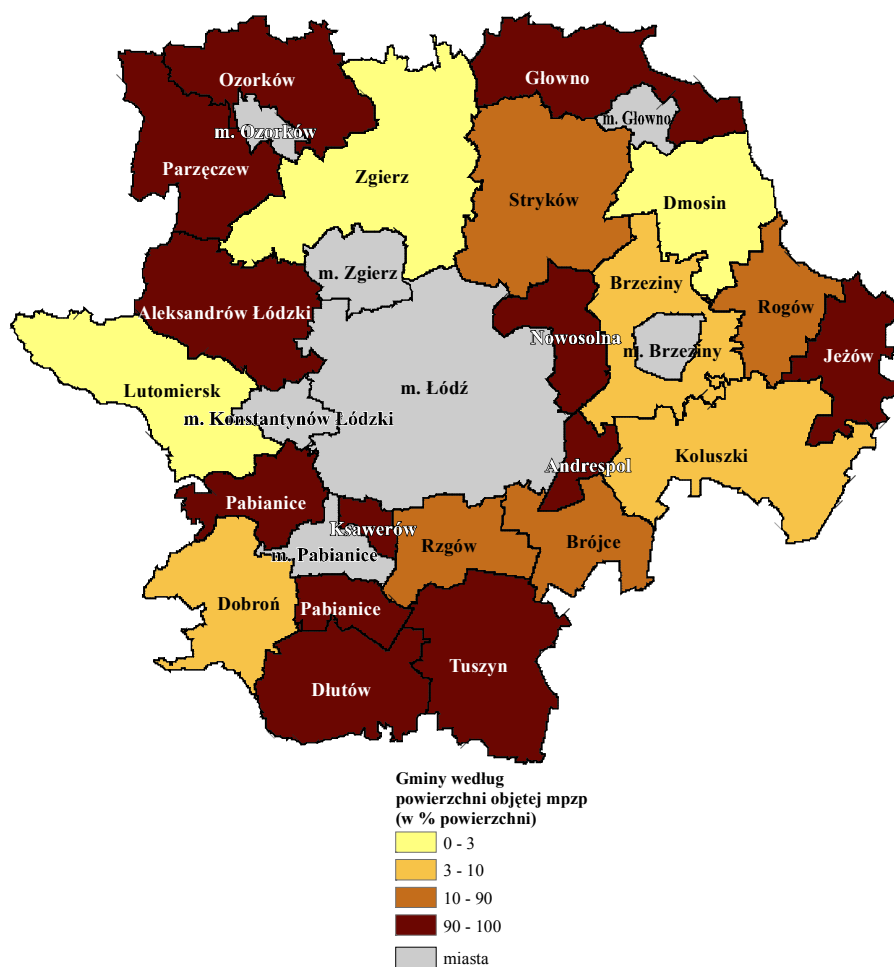 Ozorków
Głowno
m. Ozorków
m. Głowno
Parzęczew
Zgierz
Stryków
Dmosin
m. Zgierz
Brzeziny
Aleksandrów Łódzki
Rogów
Nowosolna
m. Brzeziny
Jeżów
Lutomiersk
m. Łódź
m. Konstantynów Łódzki
Koluszki
Andrespol
Pabianice
Ksawerów
Rzgów
Brójce
m. Pabianice
Dobroń
Pabianice
Tuszyn
Dłutów
Gminy według
powierzchni objętej mpzp
(w % powierzchni)
0 - 3
3 - 10
10 - 90
90 - 100
miasta